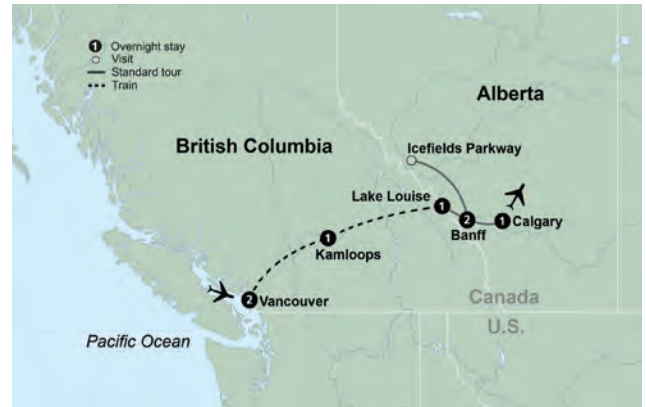 1 Overnight stay
Visit
Standard tour
Train
Alberta
British Columbia
Icefields Parkway
Lake Louise
1
2
1 Calgary
Banff
1
Kamloops
2 Vancouver
Canada
U.S.
Pacific Ocean